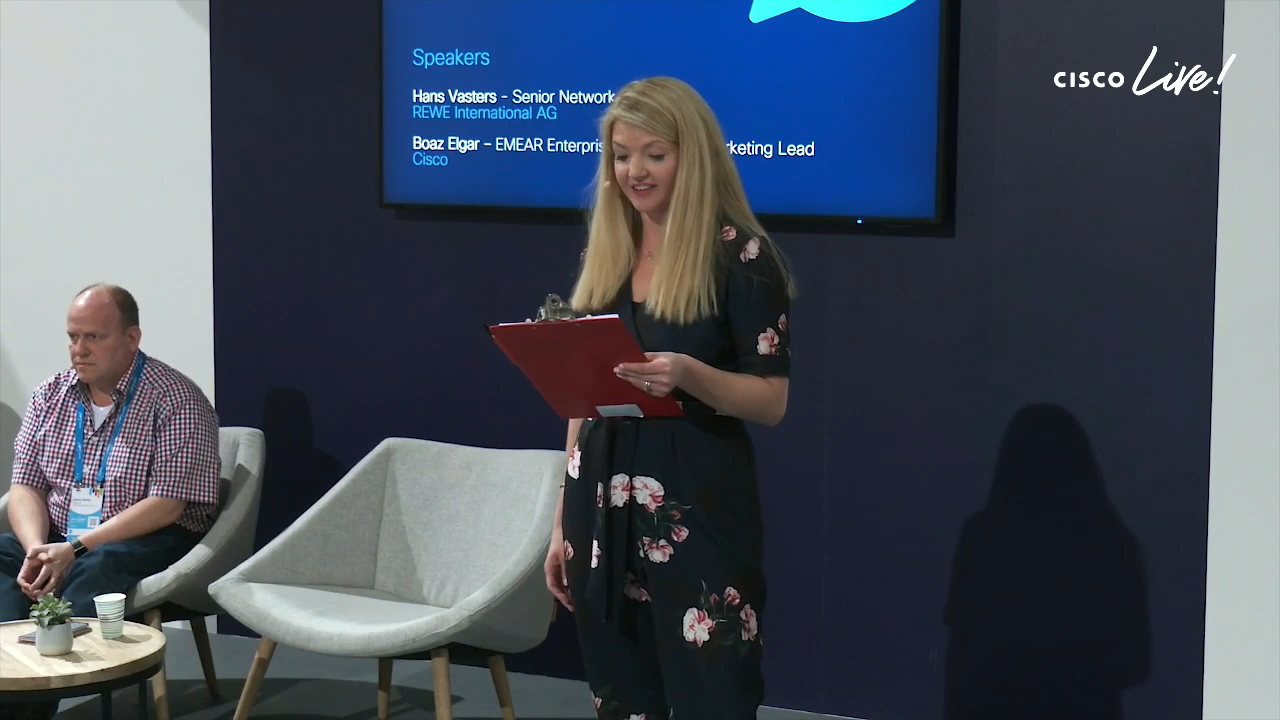 Speakers
Hans Vasters – Senior Network
REWE International AG
Boaz Elgar – EMEAR Enterpris
rketing Lead
Cisco
CISCO Live!